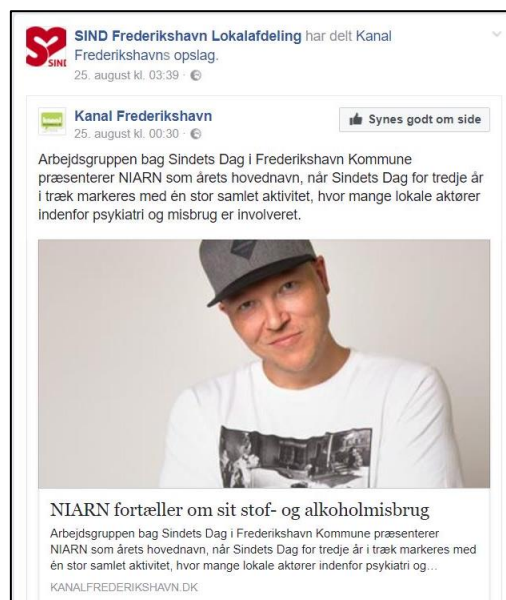 SIND
SIND Frederikshavn Lokalafdeling har delt Kanal
Frederikshavns opslag.
25. august kl. 03:39 ·
kanal
Kanal Frederikshavn
25. august kl. 00:30 ·
Synes godt om side
Arbejdsgruppen bag Sindets Dag i Frederikshavn Kommune
præsenterer NIARN som årets hovednavn, når Sindets Dag for tredje år
i træk markeres med én stor samlet aktivitet, hvor mange lokale aktører
indenfor psykiatri og misbrug er involveret.
NIARN fortæller om sit stof- og alkoholmisbrug
Arbejdsgruppen bag Sindets Dag i Frederikshavn Kommune præsenterer
NIARN som årets hovednavn, når Sindets Dag for tredje år i træk markeres med
én stor samlet aktivitet, hvor mange lokale aktører indenfor psykiatri og...
KANALFREDERIKSHAVN.DK